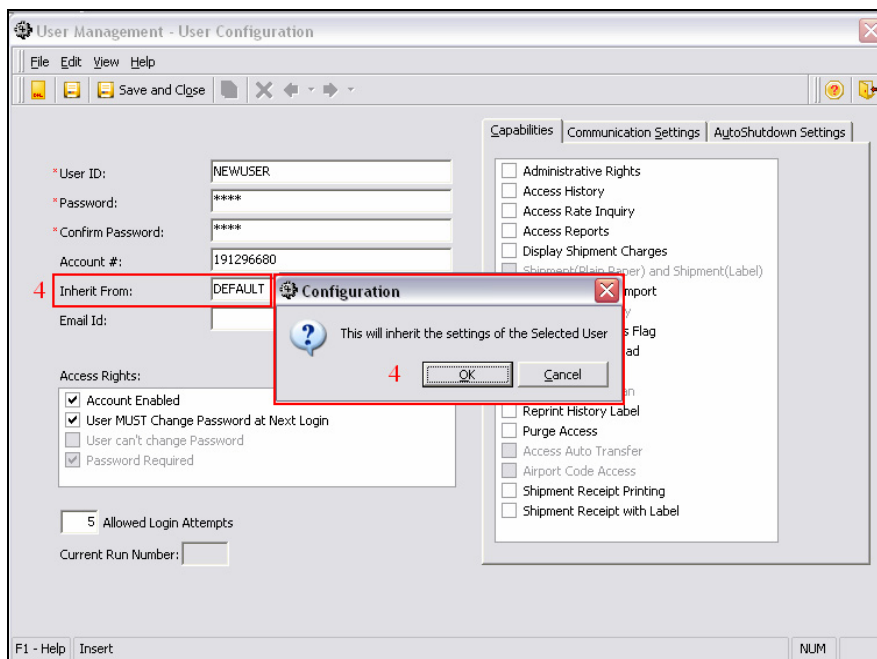 User Management - User Configuration
File Edit View Help
Save and Close
Capabilities Communication Settings AutoShutdown Settings
*User ID: NEWUSER
*Password: ****
*Confirm Password: ****
Account #: 191296680
4 Inherit From: DEFAULT
Email Id:
Administrative Rights
Access History
Access Rate Inquiry
Access Reports
Display Shipment Charges
Shipment(Plain Paper) and Shipment(Label)
mport
y
s Flag
ad
an
Reprint History Label
Purge Access
Access Auto Transfer
Airport Code Access
Shipment Receipt Printing
Shipment Receipt with Label
Configuration
This will inherit the settings of the Selected User
4 OK Cancel
Access Rights:
Account Enabled
User MUST Change Password at Next Login
User can't change Password
Password Required
5 Allowed Login Attempts
Current Run Number:
F1 - Help Insert NUM